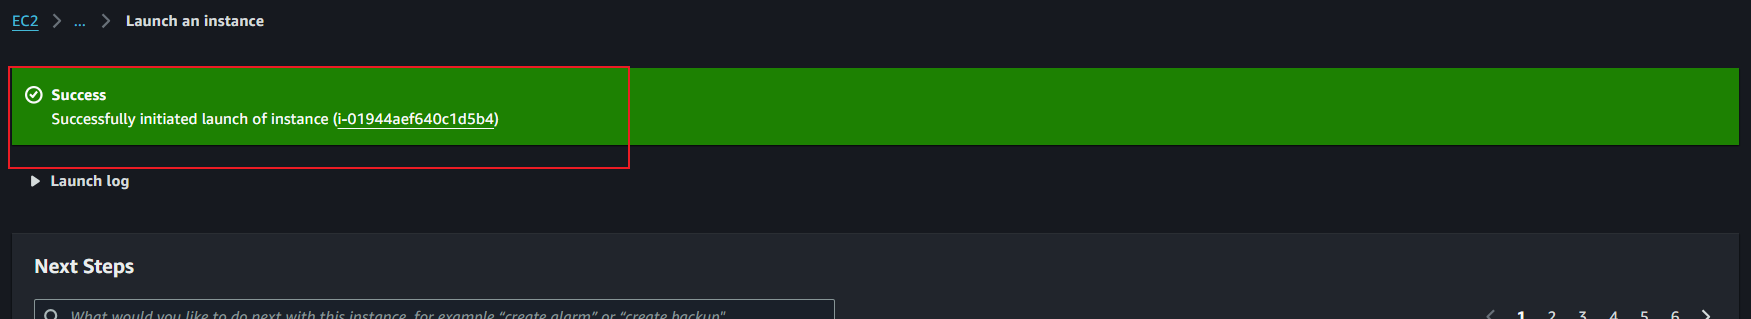 EC2 > ... > Launch an instance
Success
Successfully initiated launch of instance (i-01944aef640c1d5b4)
Launch log
Next Steps
What would you like to do next with this instance, for example “create alarm” or “create backup"
1 2 3 4 5 6